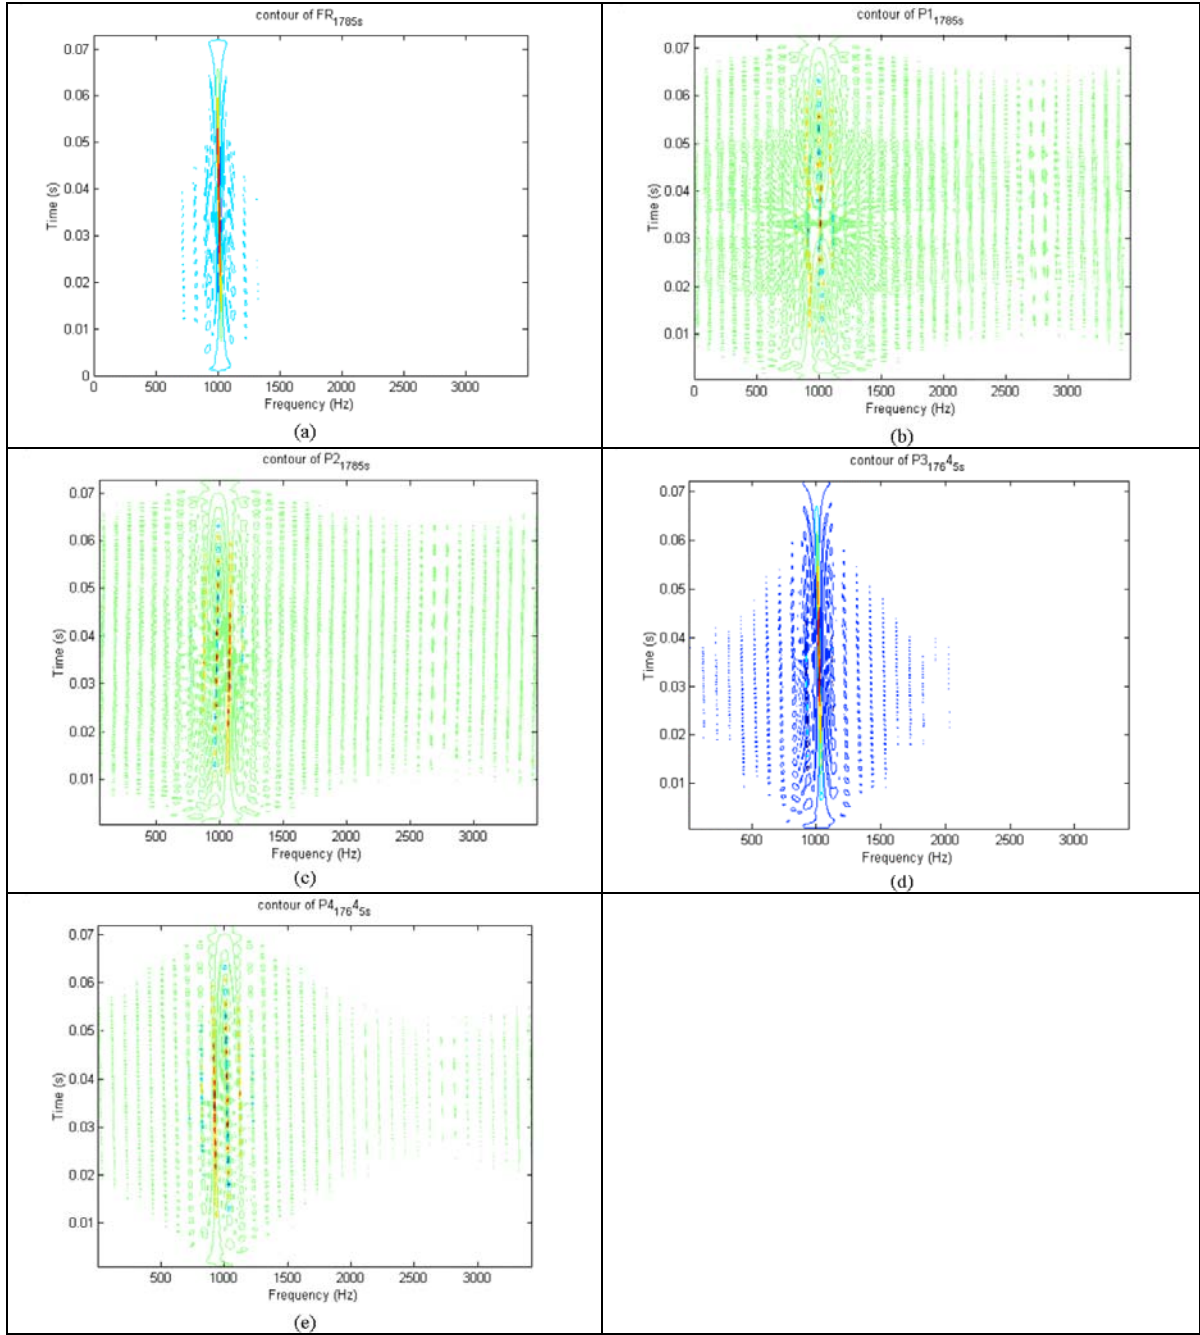 contour of FR1785s
0.07
0.06
0.05
0.04
0.03
0.02
0.01
0
Time (s)
0 500 1000 1500 2000 2500 3000
Frequency (Hz)
(a)
contour of P11785s
0.07
0.06
0.05
0.04
0.03
0.02
0.01
Time (s)
0 500 1000 1500 2000 2500 3000
Frequency (Hz)
(b)
contour of P21785s
0.07
0.06
0.05
0.04
0.03
0.02
0.01
Time (s)
500 1000 1500 2000 2500 3000
Frequency (Hz)
(c)
contour of P317645s
0.07
0.06
0.05
0.04
0.03
0.02
0.01
Time (s)
500 1000 1500 2000 2500 3000
Frequency (Hz)
(d)
contour of P417645s
0.07
0.06
0.05
0.04
0.03
0.02
0.01
Time (s)
500 1000 1500 2000 2500 3000
Frequency (Hz)
(e)